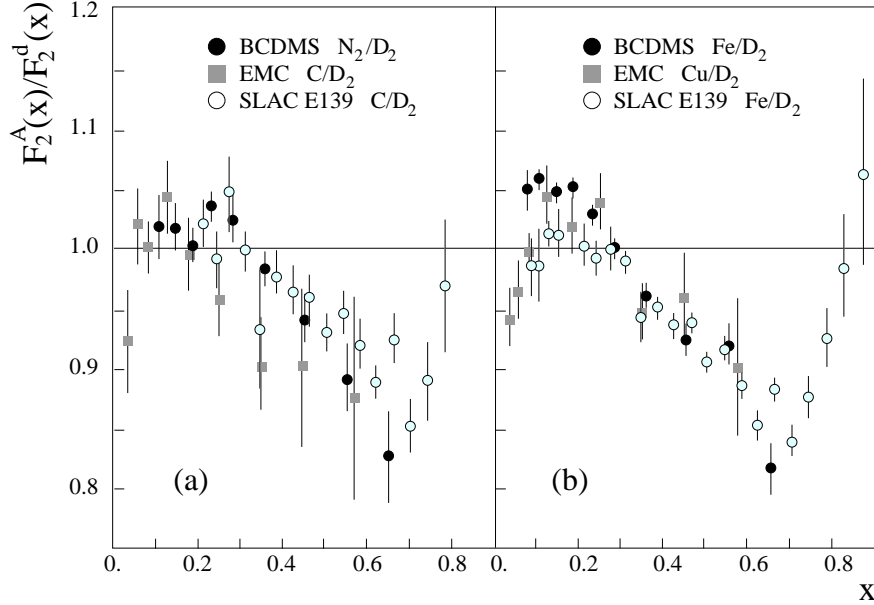 F₂ᴬ(x)/F₂ᵈ(x)
1.2
1.1
1.0
0.9
0.8
BCDMS N₂/D₂
EMC C/D₂
SLAC E139 C/D₂
(a)
BCDMS Fe/D₂
EMC Cu/D₂
SLAC E139 Fe/D₂
(b)
0. 0.2 0.4 0.6 0.8 0. 0.2 0.4 0.6 0.8
x